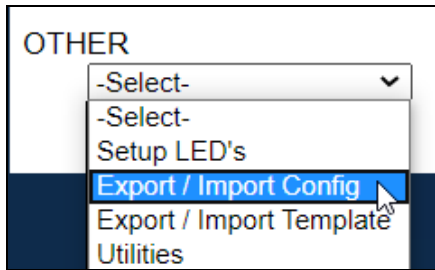 OTHER
-Select-
-Select-
Setup LED's
Export / Import Config
Export / Import Template
Utilities